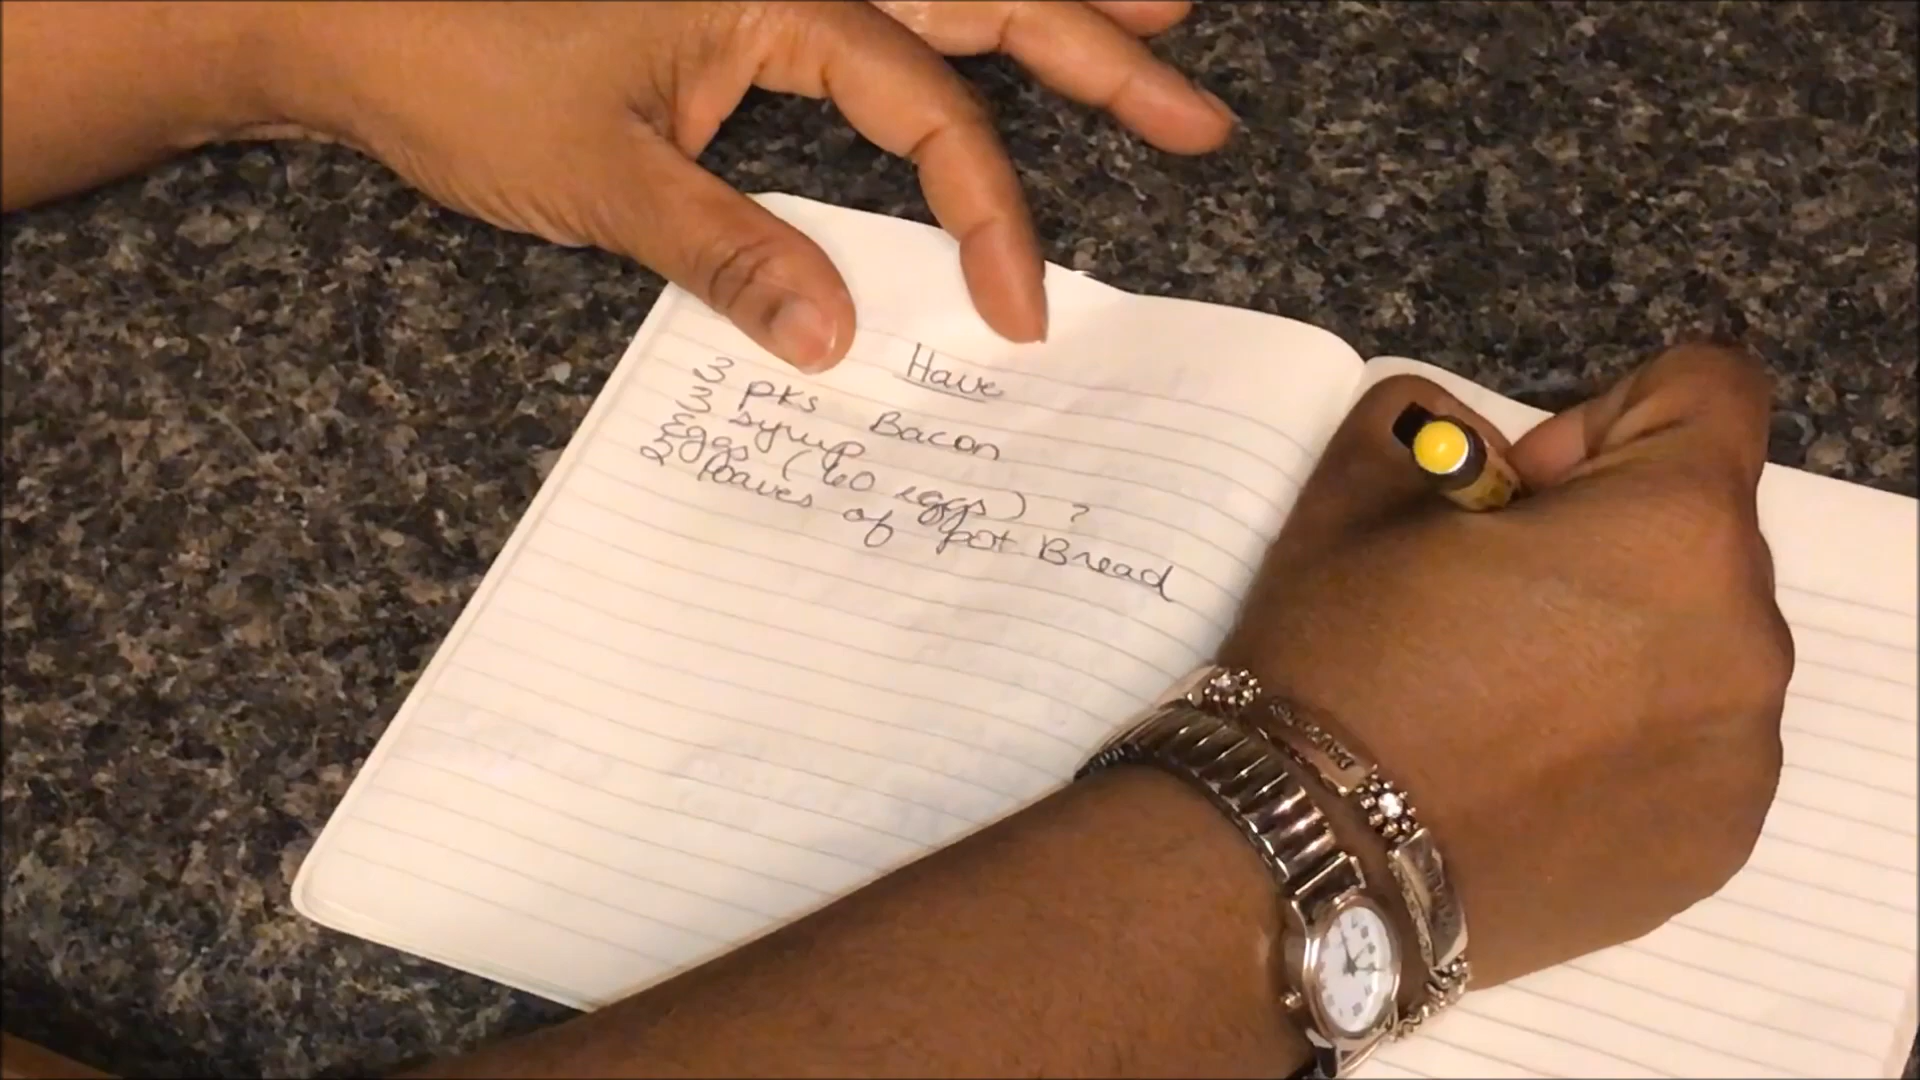 Have
3 pks Bacon
3 syrup
Eggs (60 eggs) ?
2 loaves of pot Bread